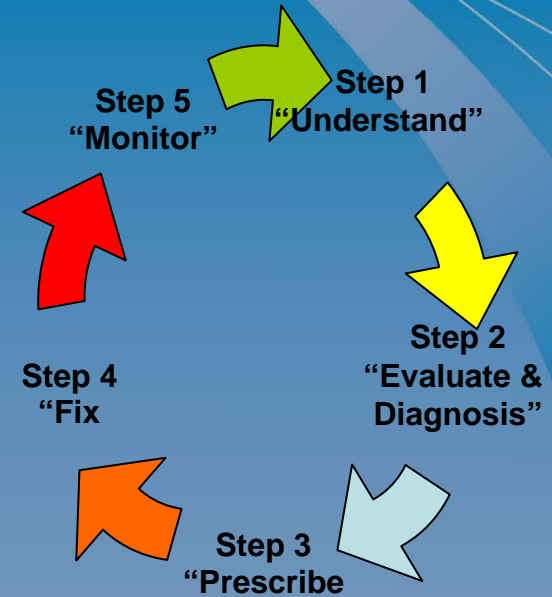 Step 1
“Understand”
Step 2
“Evaluate &
Diagnosis”
Step 3
“Prescribe
Step 4
“Fix
Step 5
“Monitor”